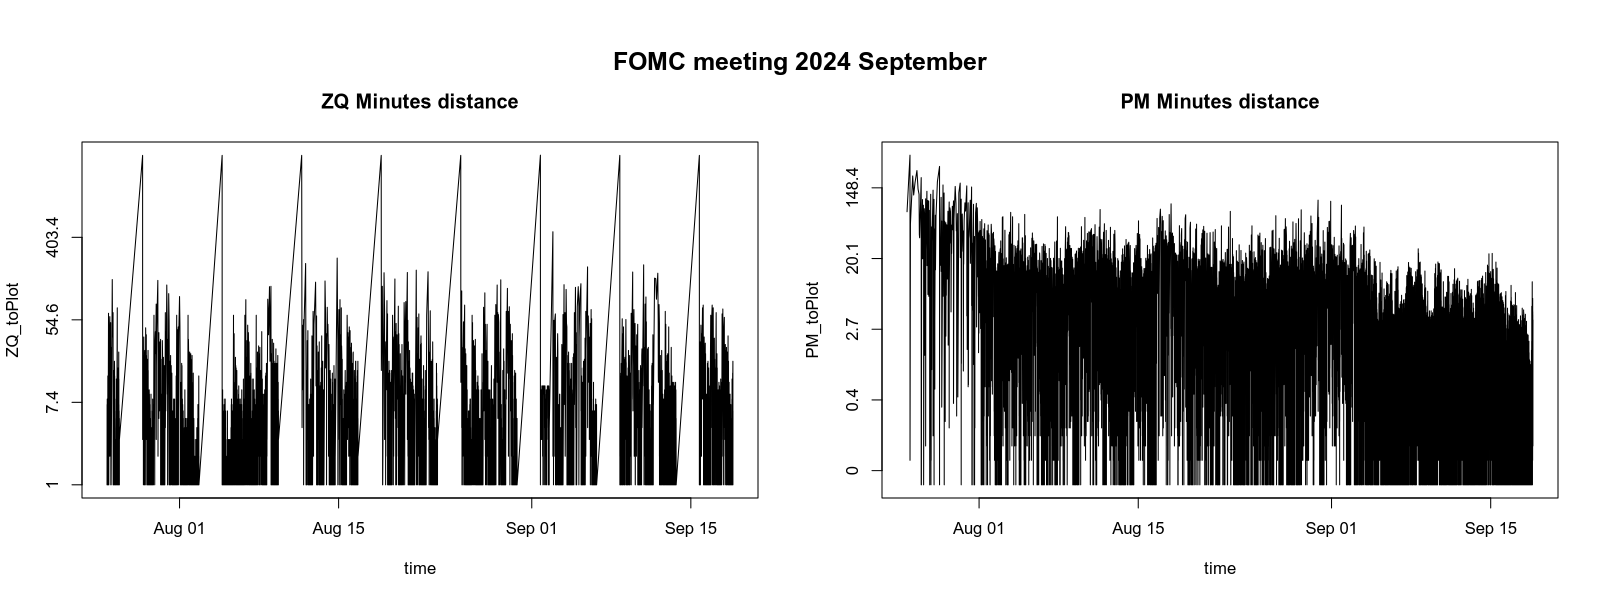 FOMC meeting 2024 September
ZQ Minutes distance
ZQ_toPlot
403.4
54.6
7.4
1
Aug 01
Aug 15
Sep 01
Sep 15
time
PM Minutes distance
PM_toPlot
148.4
20.1
2.7
0.4
0
Aug 01
Aug 15
Sep 01
Sep 15
time